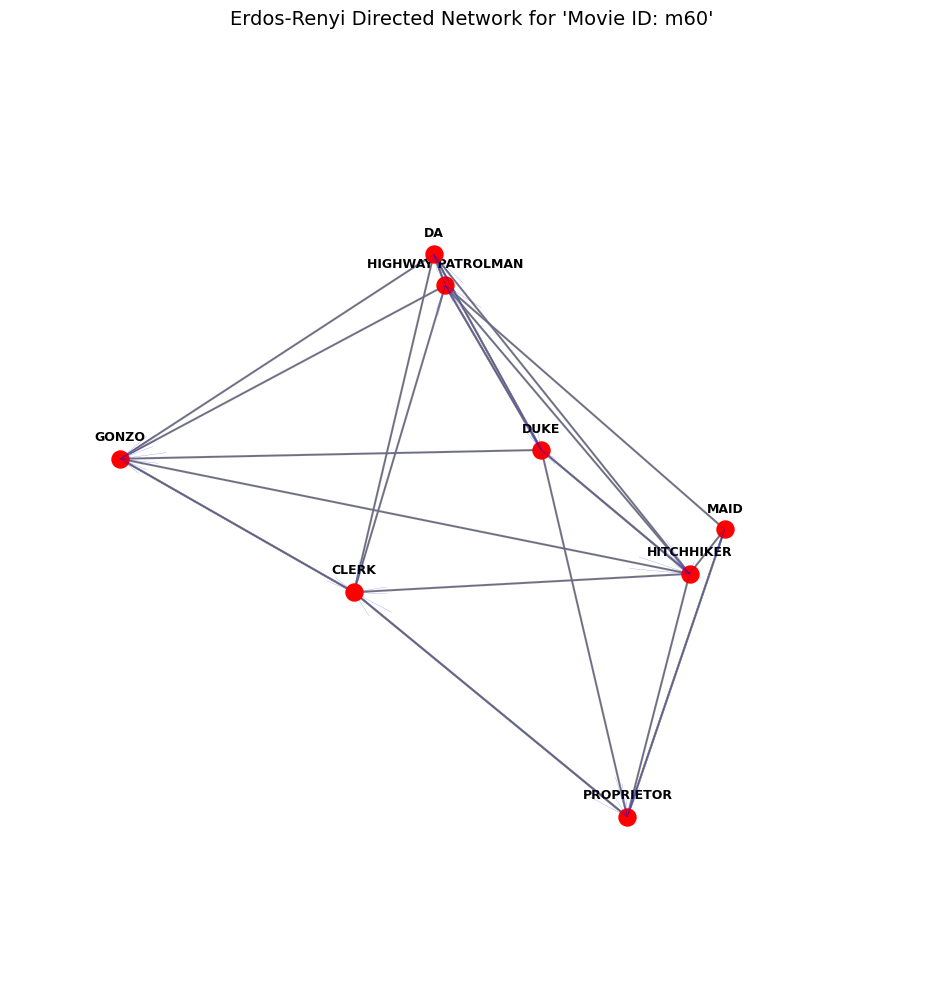 Erdos-Renyi Directed Network for 'Movie ID: m60'
DA
HIGHWAY PATROLMAN
DUKE
GONZO
MAID
HITCHHIKER
CLERK
PROPRIETOR